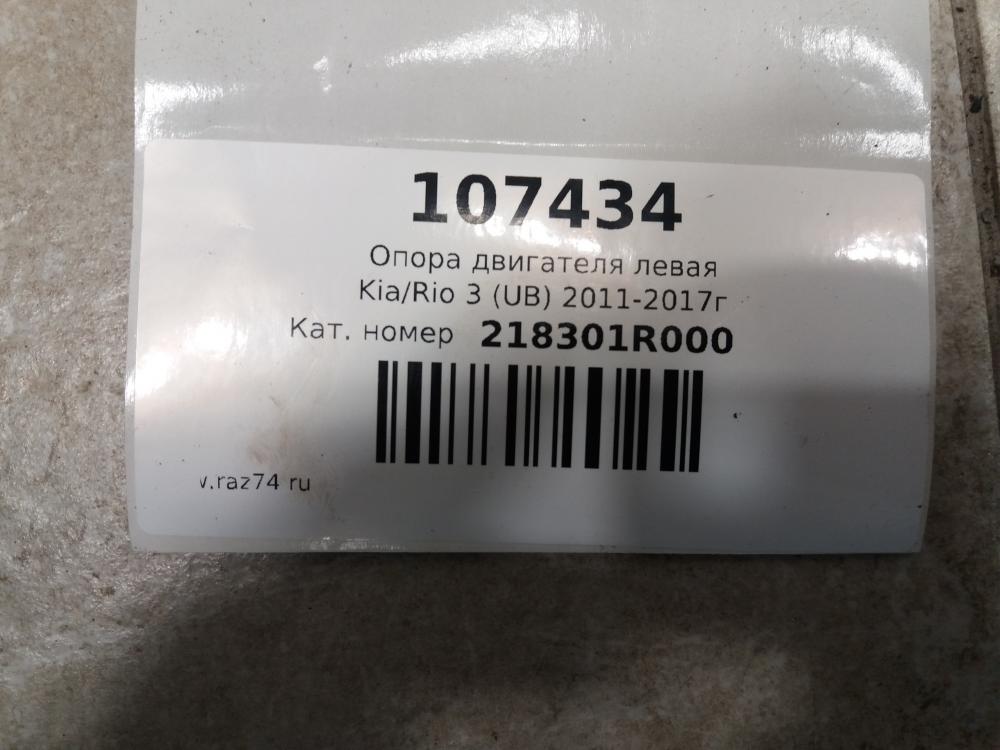 107434
Опора двигателя левая
Kia/Rio 3 (UB) 2011-2017г
Кат. номер 218301R000
v.raz74 ru